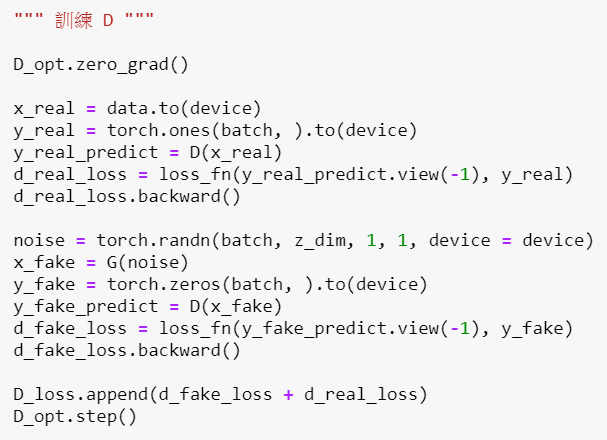 """ 訓練 D """
D_opt.zero_grad()
x_real = data.to(device)
y_real = torch.ones(batch, ).to(device)
y_real_predict = D(x_real)
d_real_loss = loss_fn(y_real_predict.view(-1), y_real)
d_real_loss.backward()
noise = torch.randn(batch, z_dim, 1, 1, device = device)
x_fake = G(noise)
y_fake = torch.zeros(batch, ).to(device)
y_fake_predict = D(x_fake)
d_fake_loss = loss_fn(y_fake_predict.view(-1), y_fake)
d_fake_loss.backward()
D_loss.append(d_fake_loss + d_real_loss)
D_opt.step()